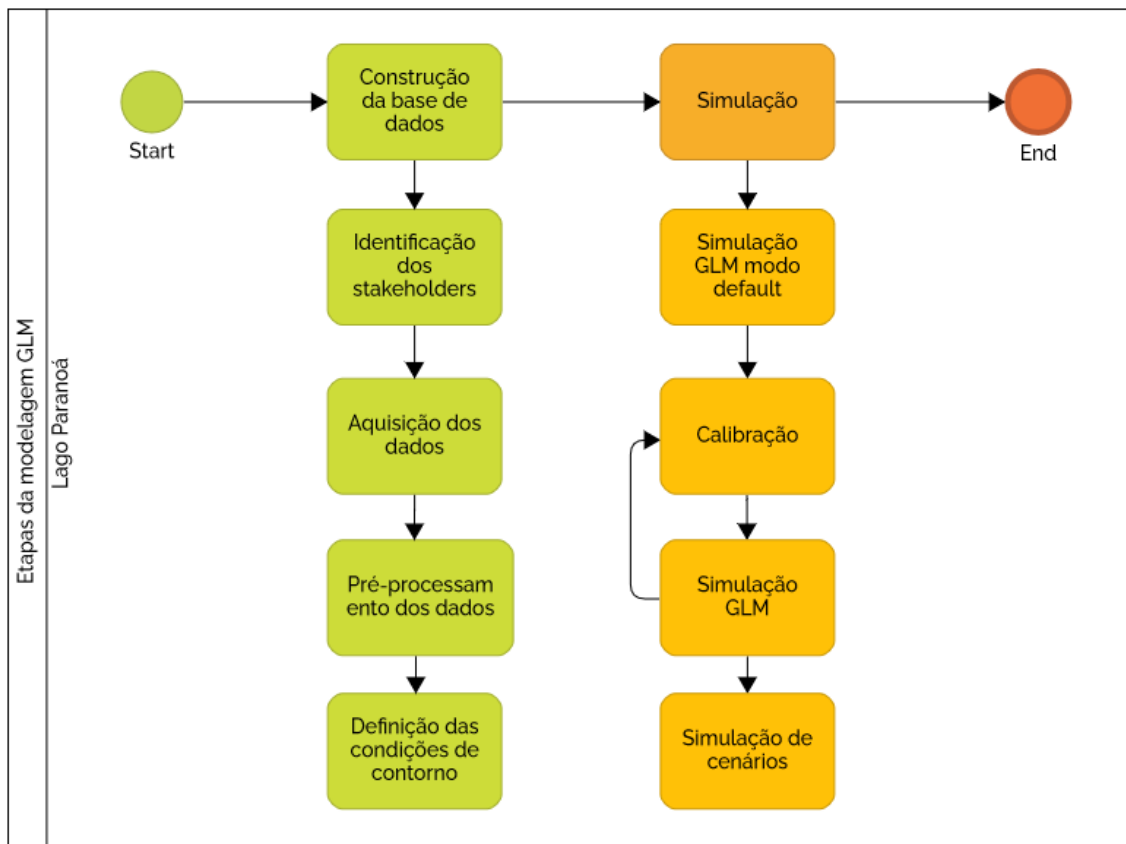 Etapas da modelagem GLM
Lago Paranoá
Start
Construção
da base de
dados
Simulação
End
Identificação
dos
stakeholders
Aquisição dos
dados
Pré-processam
ento dos dados
Definição das
condições de
contorno
Simulação
GLM modo
default
Calibração
Simulação
GLM
Simulação de
cenários